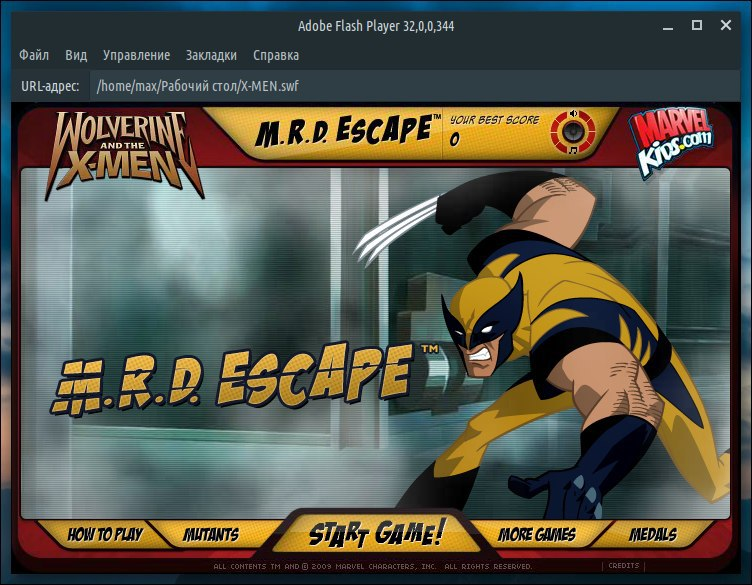 Adobe Flash Player 32,0,0,344
Файл Вид Управление Закладки Справка
URL-адрес: /home/max/Рабочий стол/X-MEN.swf
WOLVERINE
AND THE
X-MEN
M.R.D. ESCAPE™
YOUR BEST SCORE
0
MARVEL
Kids.com
M.R.D. ESCAPE™
HOW TO PLAY MUTANTS START GAME! MORE GAMES MEDALS
ALL CONTENTS TM AND © 2009 MARVEL CHARACTERS, INC. ALL RIGHTS RESERVED. | CREDITS |